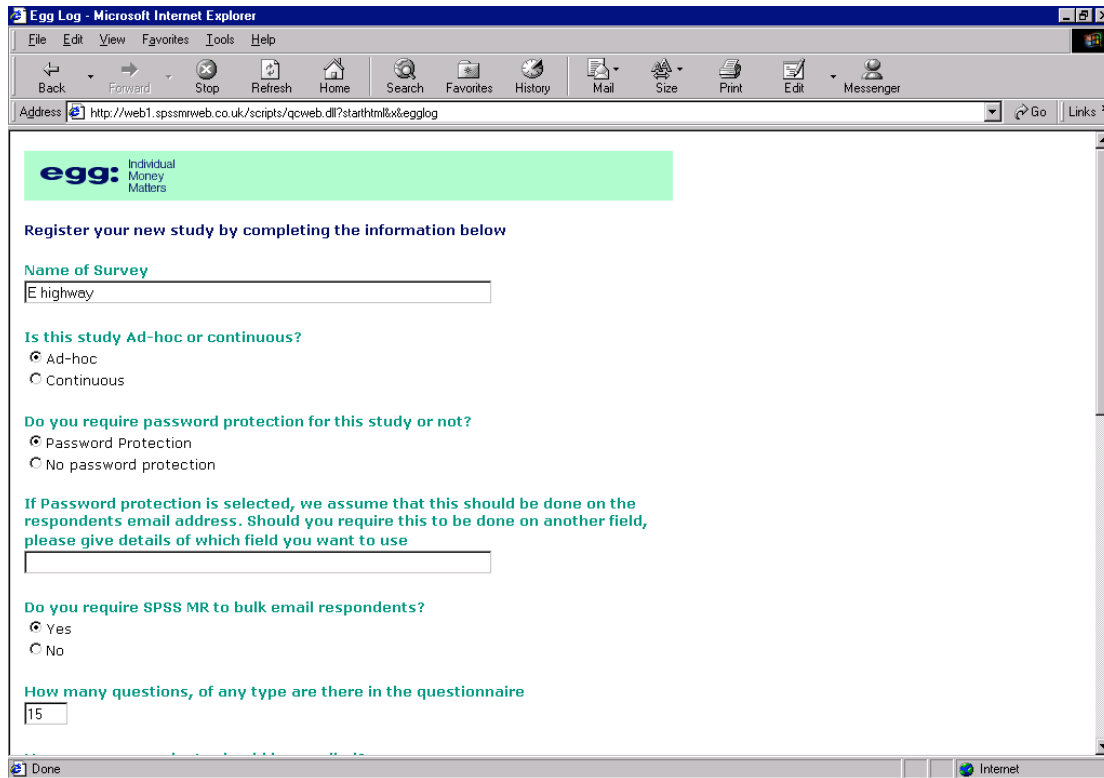 Egg Log - Microsoft Internet Explorer
File Edit View Favorites Tools Help
Back Forward Stop Refresh Home Search Favorites History Mail Size Print Edit Messenger
Address http://web1.spssmrweb.co.uk/scripts/qcweb.dll?starthtml&x&egglog Go Links
egg: Individual
Money
Matters
Register your new study by completing the information below
Name of Survey
E highway
Is this study Ad-hoc or continuous?
Ad-hoc
Continuous
Do you require password protection for this study or not?
Password Protection
No password protection
If Password protection is selected, we assume that this should be done on the
respondents email address. Should you require this to be done on another field,
please give details of which field you want to use
Do you require SPSS MR to bulk email respondents?
Yes
No
How many questions, of any type are there in the questionnaire
15
Done Internet